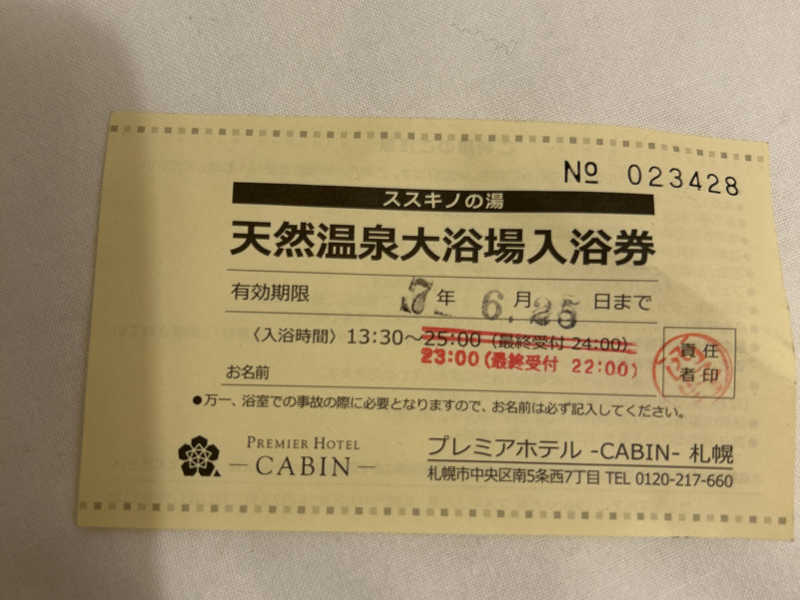 № 023428
ススキノの湯
天然温泉大浴場入浴券
有効期限 7年 6月 25日まで
〈入浴時間〉13:30～25:00（最終受付 24:00）
23:00（最終受付 22:00）
責任者印
お名前
●万一、浴室での事故の際に必要となりますので、お名前は必ず記入してください。
PREMIER HOTEL
－CABIN－
プレミアホテル -CABIN- 札幌
札幌市中央区南5条西7丁目 TEL 0120-217-660